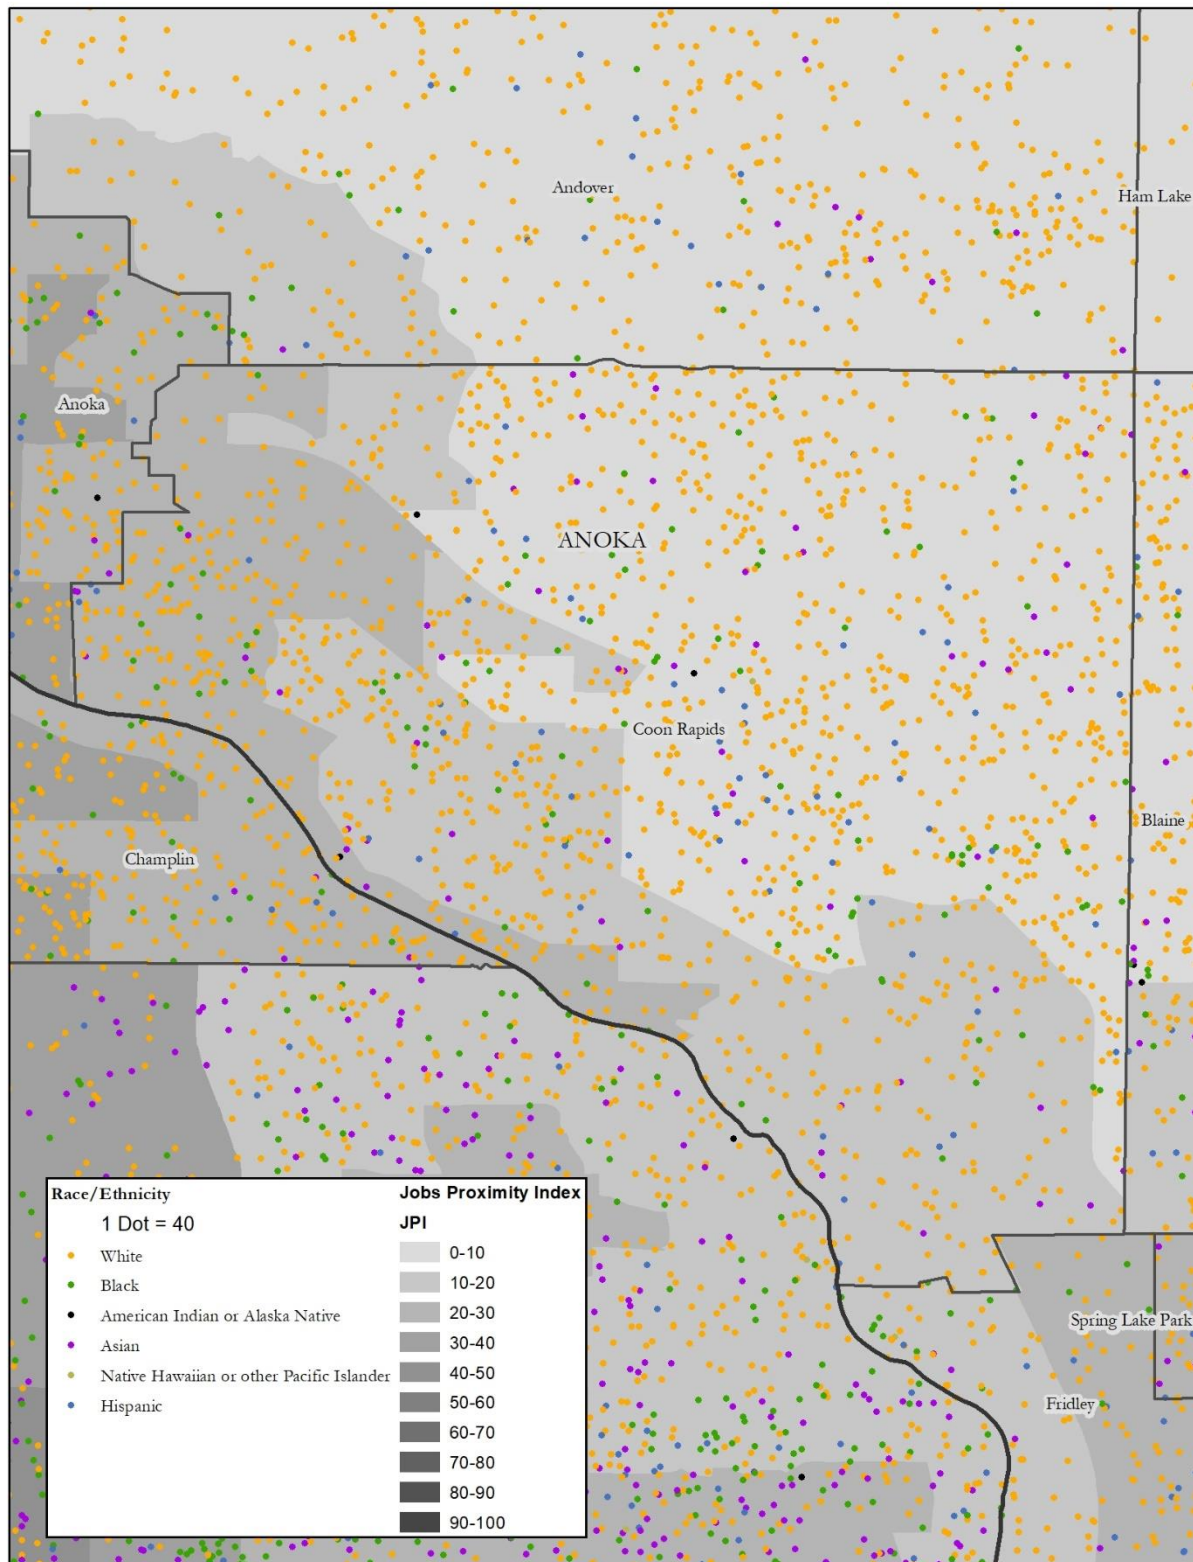 Andover
Ham Lake
Anoka
ANOKA
Coon Rapids
Blaine
Champlin
Race/Ethnicity
1 Dot = 40
White
Black
American Indian or Alaska Native
Asian
Native Hawaiian or other Pacific Islander
Hispanic
Jobs Proximity Index
JPI
0-10
10-20
20-30
30-40
40-50
50-60
60-70
70-80
80-90
90-100
Spring Lake Park
Fridley